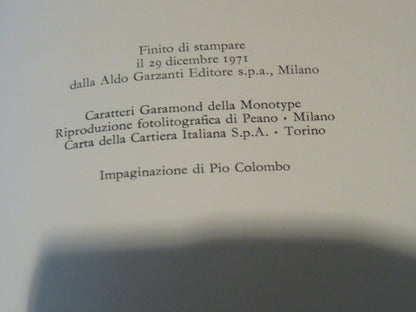 Finito di stampare
il 29 dicembre 1971
dalla Aldo Garzanti Editore s.p.a., Milano
Caratteri Garamond della Monotype
Riproduzione fotolitografica di Peano • Milano
Carta della Cartiera Italiana S.p.A. • Torino
Impaginazione di Pio Colombo